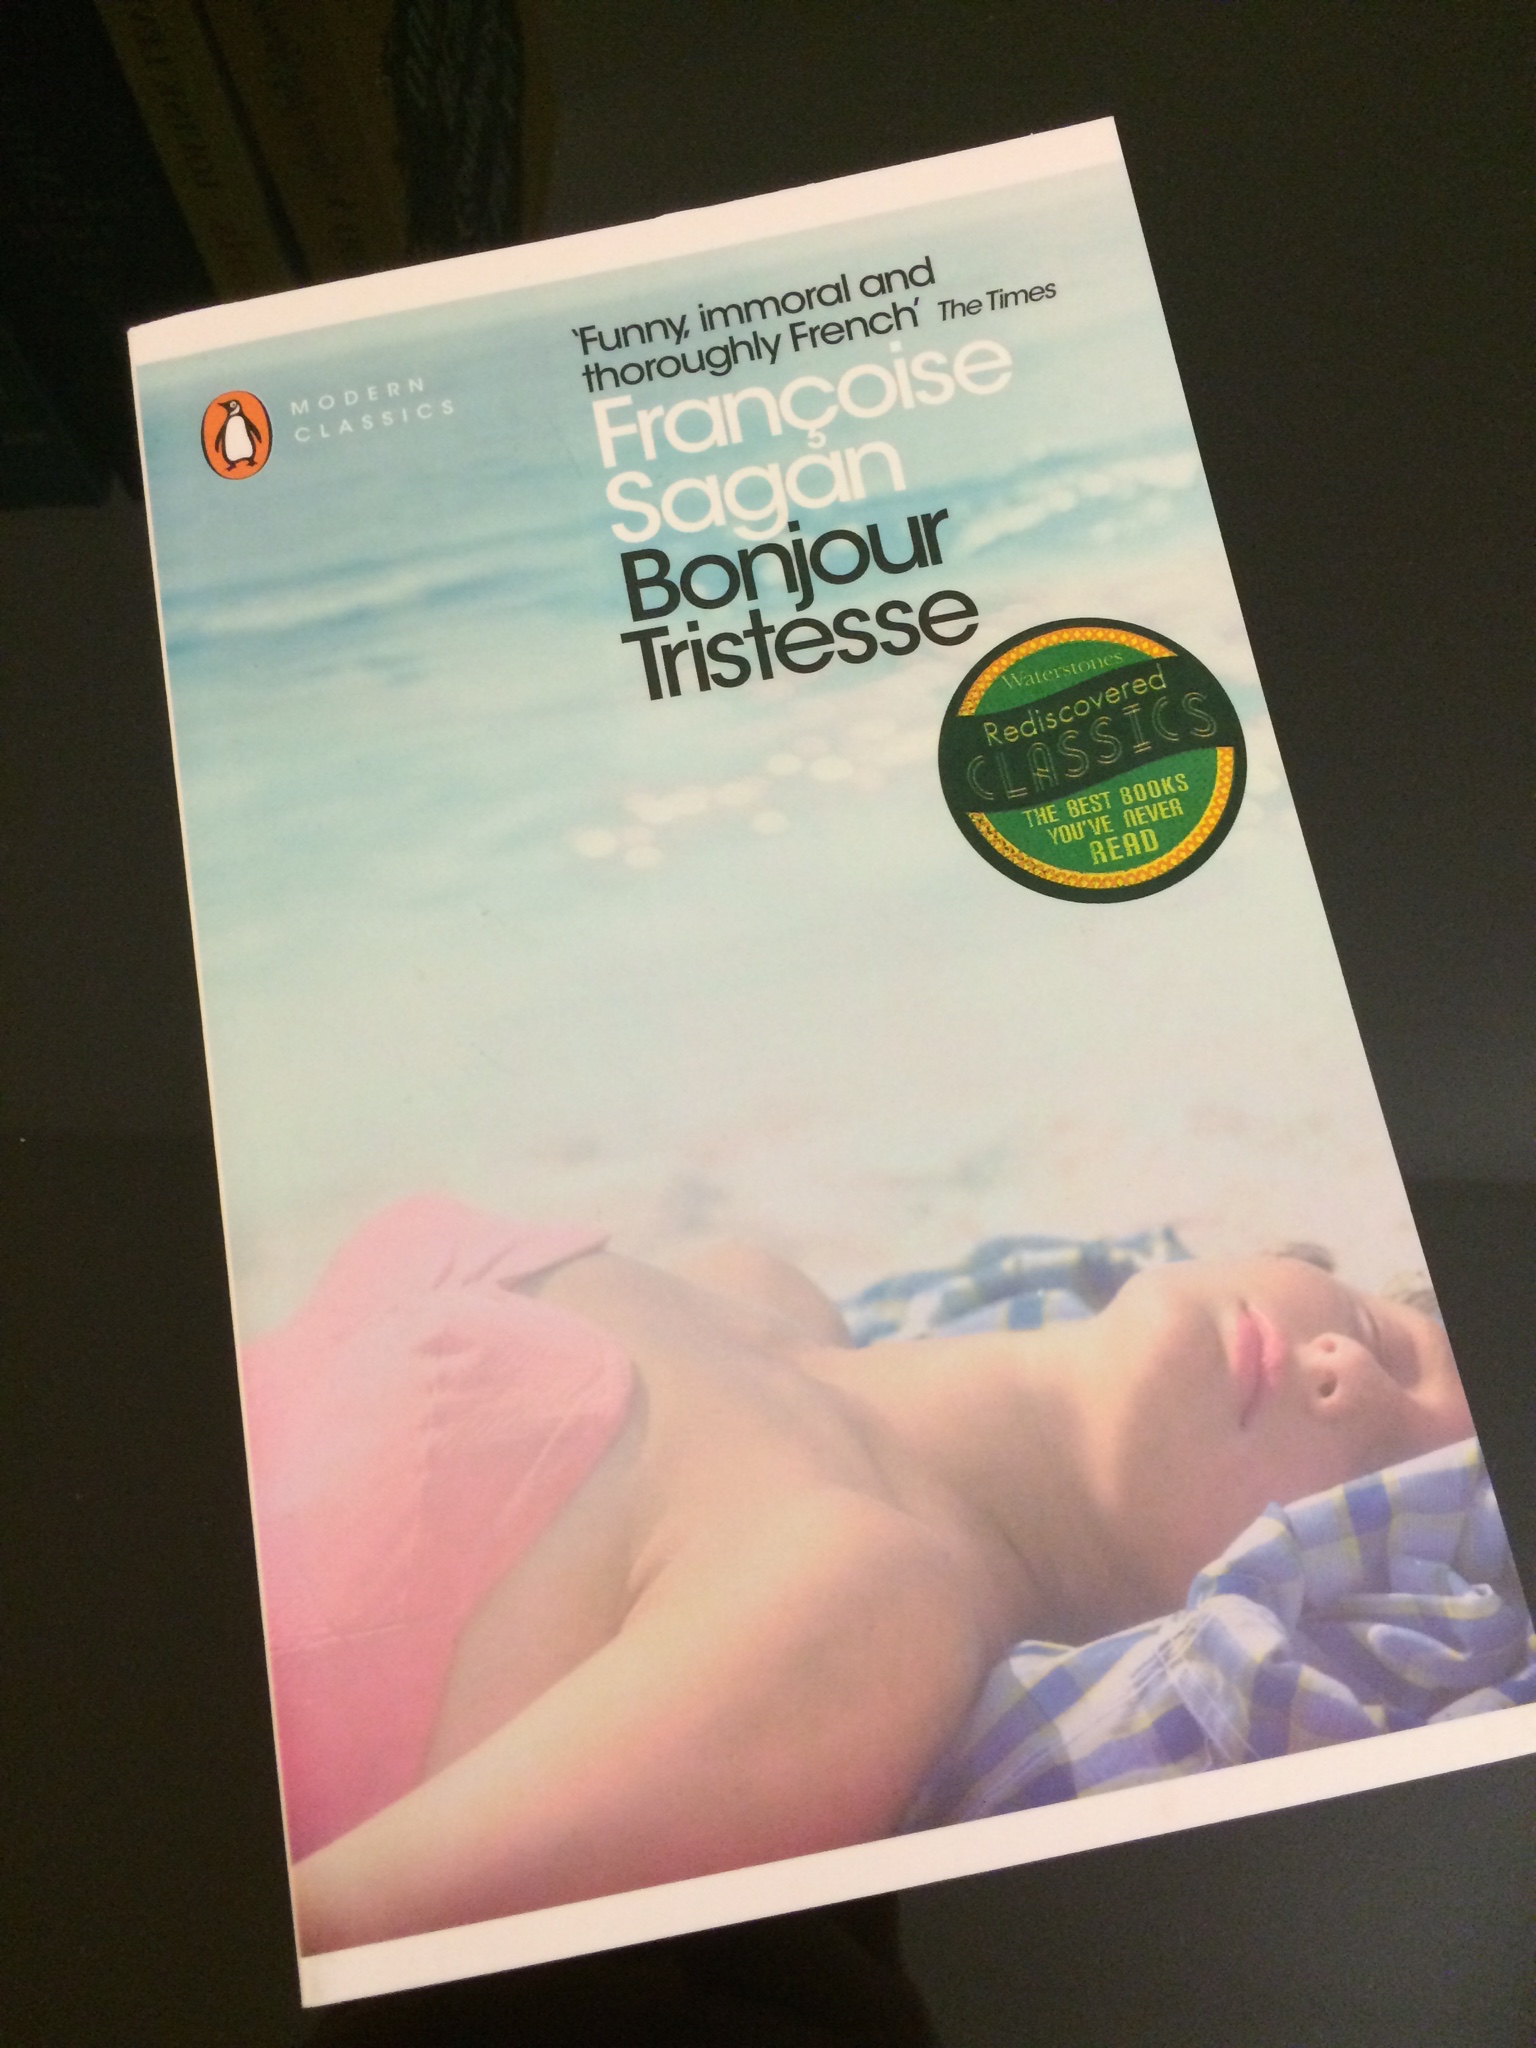 'Funny, immoral and
thoroughly French' The Times
MODERN
CLASSICS
Françoise
Sagan
Bonjour
Tristesse
Waterstones
Rediscovered
CLASSICS
THE BEST BOOKS
YOU'VE NEVER
READ